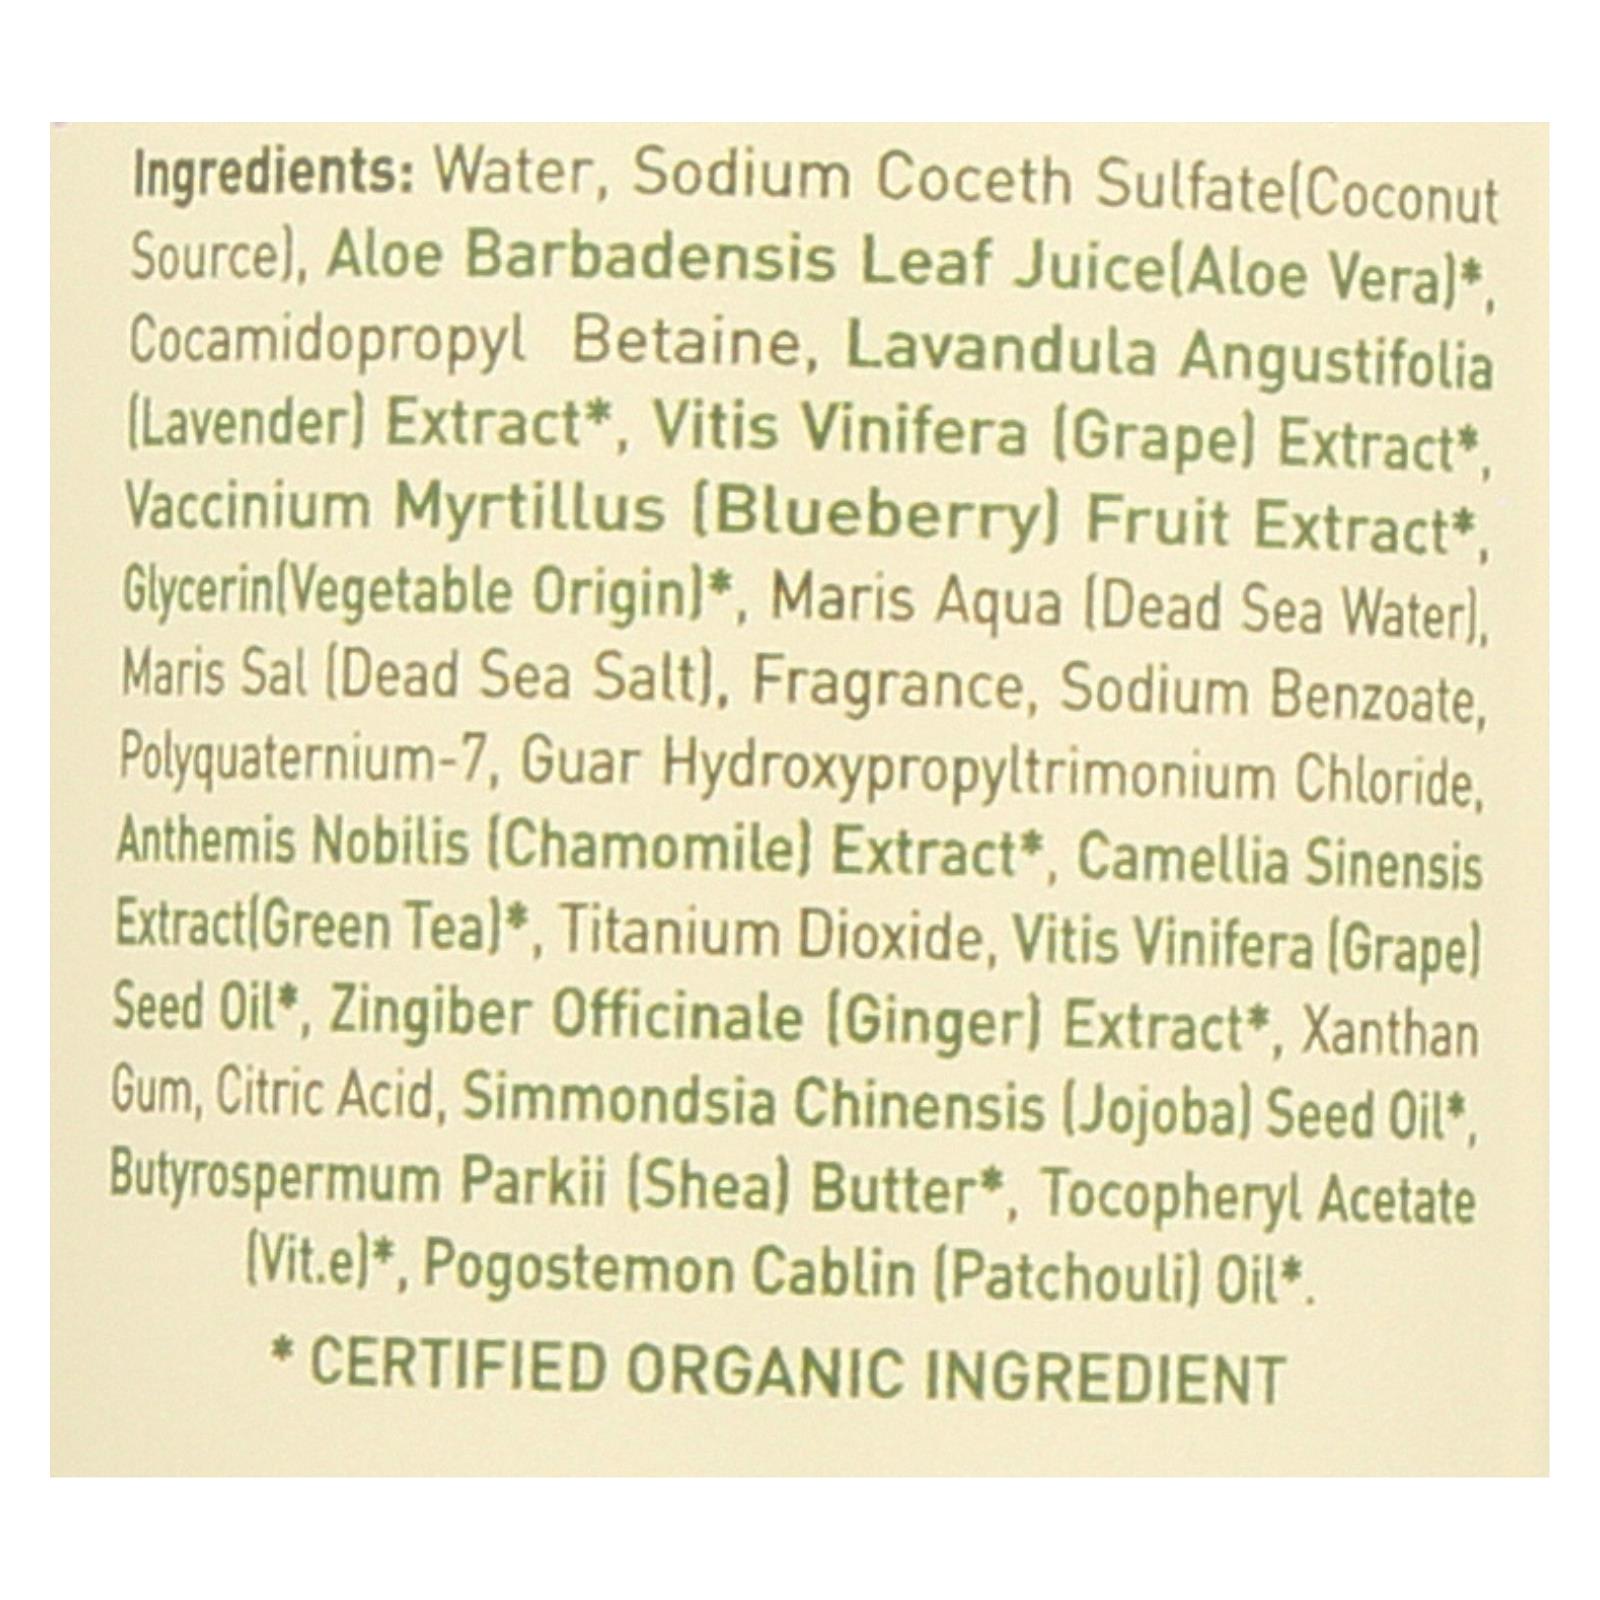 Ingredients: Water, Sodium Coceth Sulfate(Coconut
Source), Aloe Barbadensis Leaf Juice(Aloe Vera)*,
Cocamidopropyl Betaine, Lavandula Angustifolia
(Lavender) Extract*, Vitis Vinifera (Grape) Extract*,
Vaccinium Myrtillus (Blueberry) Fruit Extract*,
Glycerin(Vegetable Origin)*, Maris Aqua (Dead Sea Water),
Maris Sal (Dead Sea Salt), Fragrance, Sodium Benzoate,
Polyquaternium-7, Guar Hydroxypropyltrimonium Chloride,
Anthemis Nobilis (Chamomile) Extract*, Camellia Sinensis
Extract(Green Tea)*, Titanium Dioxide, Vitis Vinifera (Grape)
Seed Oil*, Zingiber Officinale (Ginger) Extract*, Xanthan
Gum, Citric Acid, Simmondsia Chinensis (Jojoba) Seed Oil*,
Butyrospermum Parkii (Shea) Butter*, Tocopheryl Acetate
(Vit.e)*, Pogostemon Cablin (Patchouli) Oil*.
* CERTIFIED ORGANIC INGREDIENT